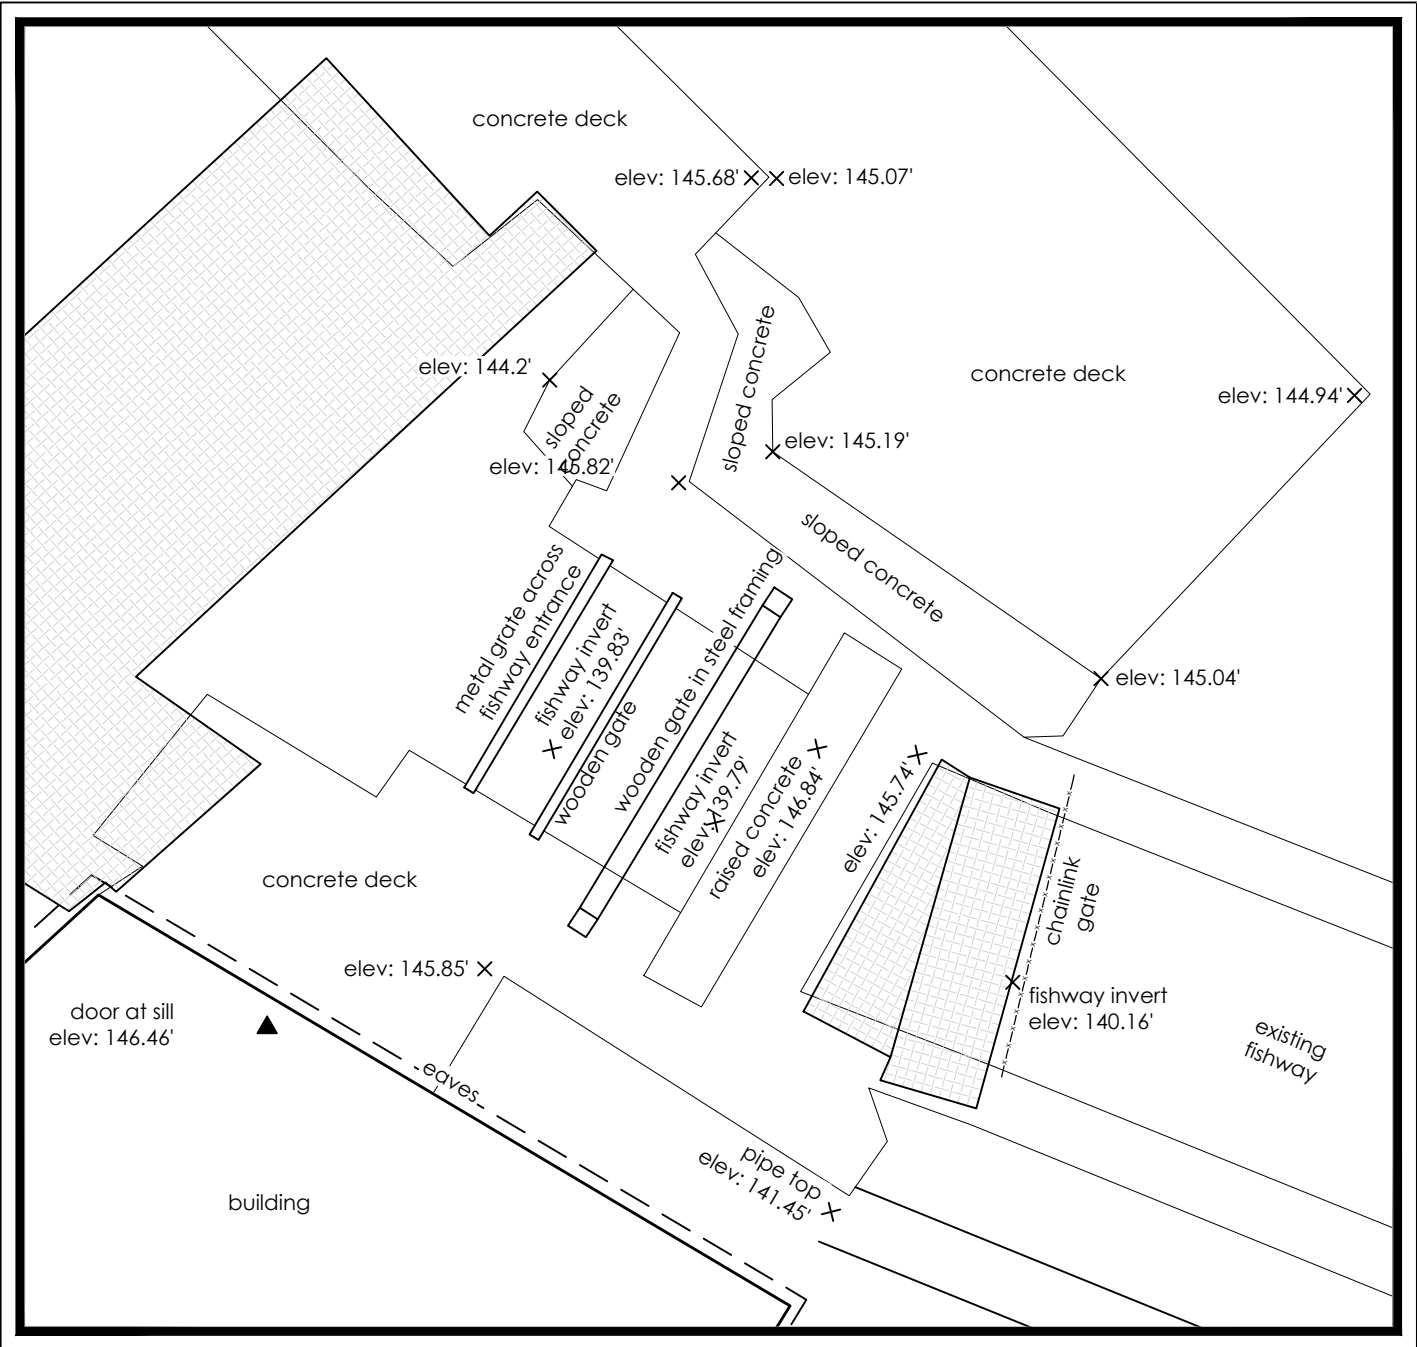 concrete deck
elev: 145.68'
elev: 145.07'
elev: 144.2'
sloped
concrete
elev: 145.82'
sloped concrete
concrete deck
elev: 144.94'
elev: 145.19'
sloped concrete
elev: 145.04'
metal grate across
fishway entrance
fishway invert
elev: 139.83'
wooden gate
wooden gate in steel framing
fishway invert
elev: 139.79'
raised concrete
elev: 146.84'
elev: 145.74'
chainlink
gate
concrete deck
elev: 145.85'
door at sill
elev: 146.46'
fishway invert
elev: 140.16'
existing
fishway
eaves
pipe top
elev: 141.45'
building